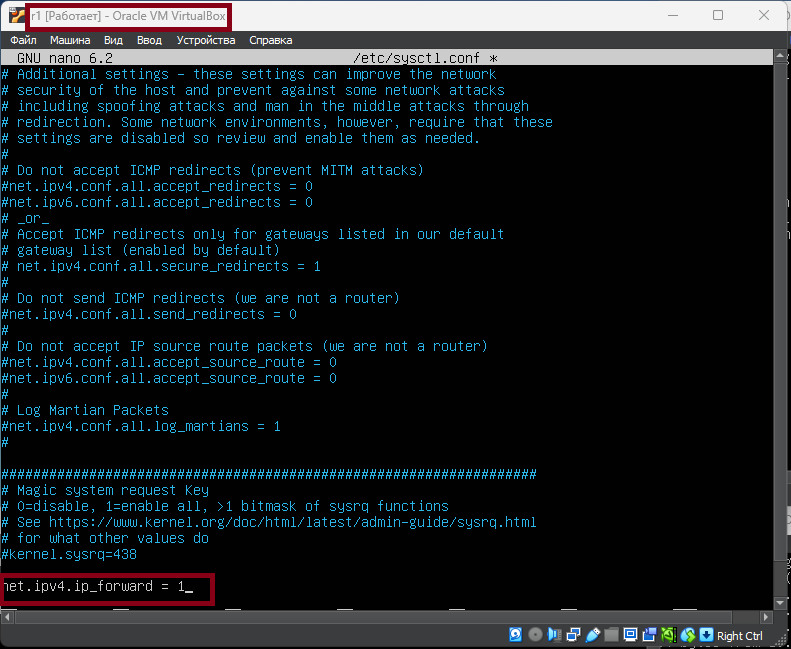 r1 [Работает] - Oracle VM VirtualBox
Файл Машина Вид Ввод Устройства Справка
GNU nano 6.2 /etc/sysctl.conf *
# Additional settings - these settings can improve the network
# security of the host and prevent against some network attacks
# including spoofing attacks and man in the middle attacks through
# redirection. Some network environments, however, require that these
# settings are disabled so review and enable them as needed.
#
# Do not accept ICMP redirects (prevent MITM attacks)
#net.ipv4.conf.all.accept_redirects = 0
#net.ipv6.conf.all.accept_redirects = 0
# _or_
# Accept ICMP redirects only for gateways listed in our default
# gateway list (enabled by default)
# net.ipv4.conf.all.secure_redirects = 1
#
# Do not send ICMP redirects (we are not a router)
#net.ipv4.conf.all.send_redirects = 0
#
# Do not accept IP source route packets (we are not a router)
#net.ipv4.conf.all.accept_source_route = 0
#net.ipv6.conf.all.accept_source_route = 0
#
# Log Martian Packets
#net.ipv4.conf.all.log_martians = 1
#
###################################################################
# Magic system request Key
# 0=disable, 1=enable all, >1 bitmask of sysrq functions
# See https://www.kernel.org/doc/html/latest/admin-guide/sysrq.html
# for what other values do
#kernel.sysrq=438
net.ipv4.ip_forward = 1_
Right Ctrl